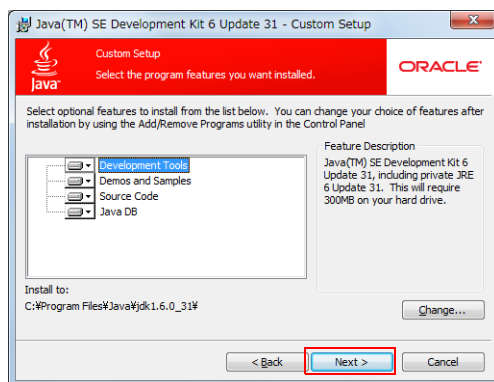 Java(TM) SE Development Kit 6 Update 31 - Custom Setup
Custom Setup
Select the program features you want installed.
Java™
ORACLE®
Select optional features to install from the list below. You can change your choice of features after
installation by using the Add/Remove Programs utility in the Control Panel
Feature Description
Development Tools
Demos and Samples
Source Code
Java DB
Java(TM) SE Development Kit 6
Update 31, including private JRE
6 Update 31. This will require
300MB on your hard drive.
Install to:
C:¥Program Files¥Java¥jdk1.6.0_31¥
Change...
< Back
Next >
Cancel